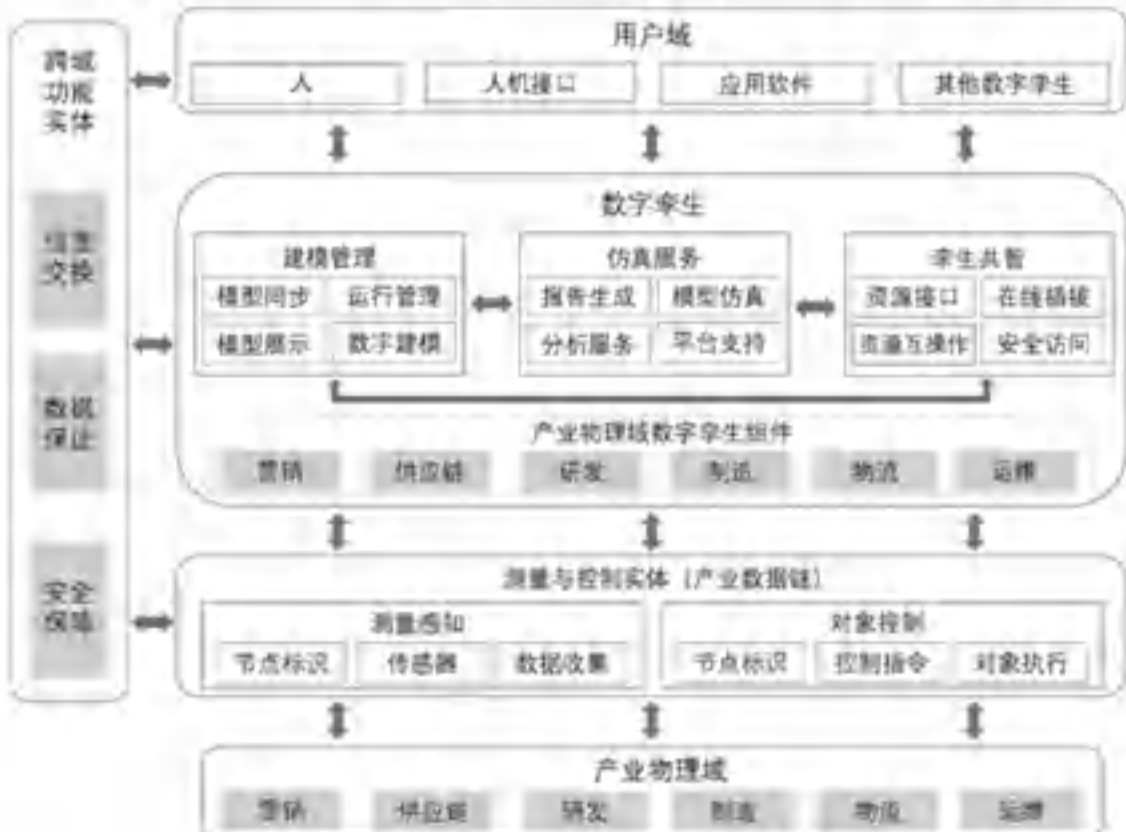 跨域
功能
实体
信息
交换
数据
保证
安全
保障
用户域
人
人机接口
应用软件
其他数字孪生
数字孪生
建模管理
模型同步
运行管理
模型展示
数字建模
仿真服务
报告生成
模型仿真
分析服务
平台支持
孪生共智
资源接口
在线插拔
资源互操作
安全访问
产业物理域数字孪生组件
营销
供应链
研发
制造
物流
运维
测量与控制实体（产业数据链）
测量感知
节点标识
传感器
数据收集
对象控制
节点标识
控制指令
对象执行
产业物理域
营销
供应链
研发
制造
物流
运维